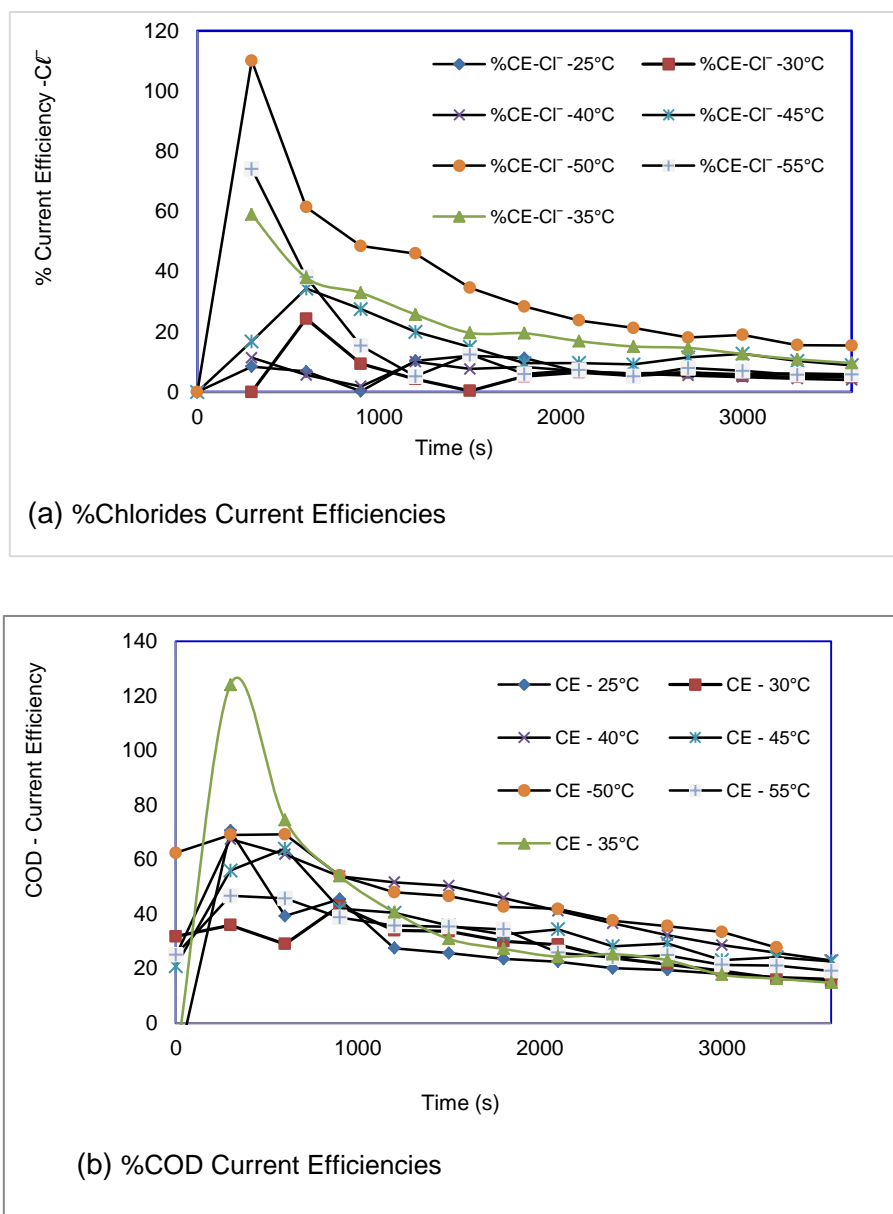 120
100
80
60
40
20
0
% Current Efficiency -Cℓ⁻
%CE-Cl⁻ -25°C
%CE-Cl⁻ -30°C
%CE-Cl⁻ -40°C
%CE-Cl⁻ -45°C
%CE-Cl⁻ -50°C
%CE-Cl⁻ -55°C
%CE-Cl⁻ -35°C
0 1000 2000 3000
Time (s)
(a) %Chlorides Current Efficiencies
140
120
100
80
60
40
20
0
COD - Current Efficiency
CE - 25°C
CE - 30°C
CE - 40°C
CE - 45°C
CE -50°C
CE - 55°C
CE - 35°C
0 1000 2000 3000
Time (s)
(b) %COD Current Efficiencies